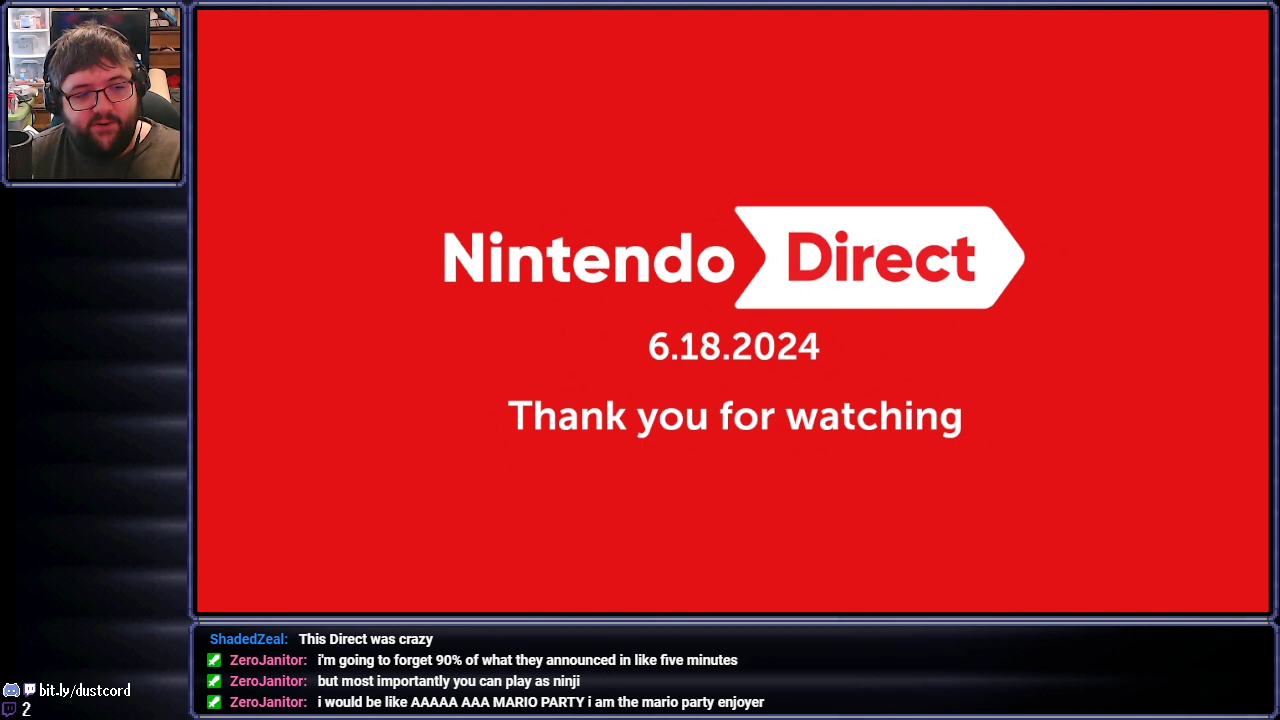 Nintendo Direct
6.18.2024
Thank you for watching
ShadedZeal: This Direct was crazy
ZeroJanitor: i'm going to forget 90% of what they announced in like five minutes
ZeroJanitor: but most importantly you can play as ninji
ZeroJanitor: i would be like AAAAA AAA MARIO PARTY i am the mario party enjoyer
bit.ly/dustcord
2